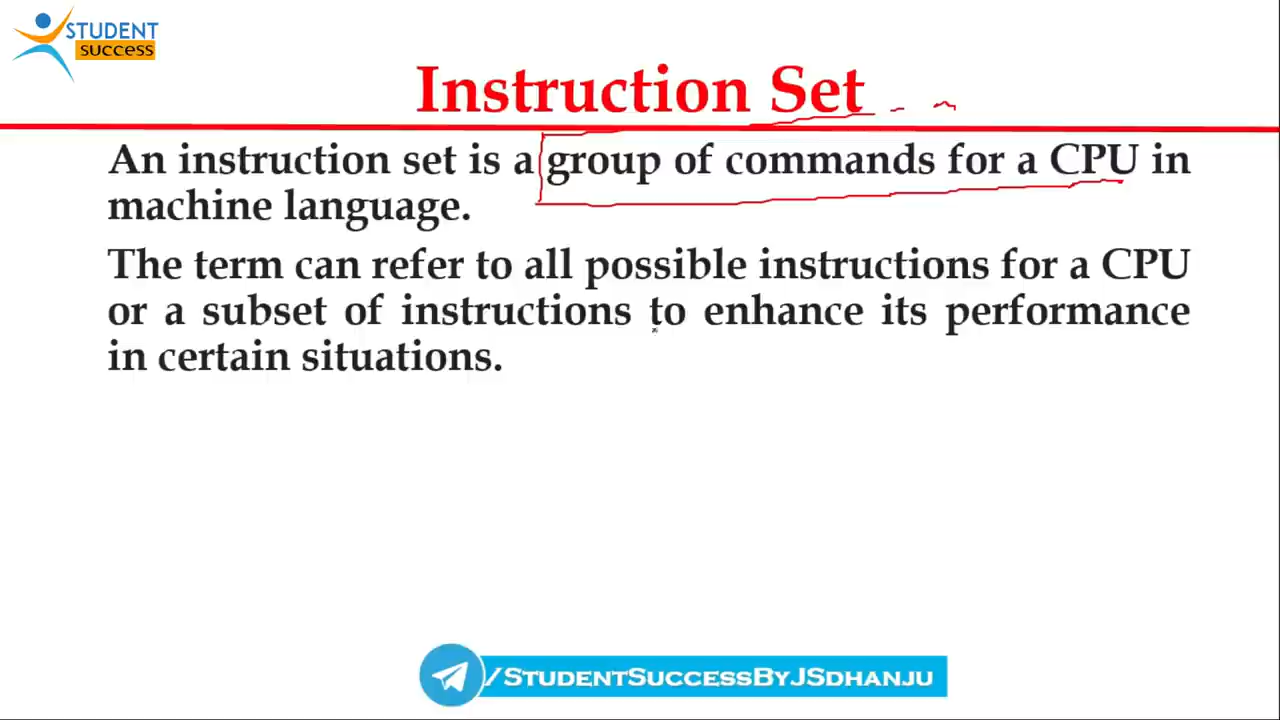 STUDENT
success
Instruction Set
An instruction set is a group of commands for a CPU in
machine language.
The term can refer to all possible instructions for a CPU
or a subset of instructions to enhance its performance
in certain situations.
/STUDENTSUCCESSBYJSDHANJU